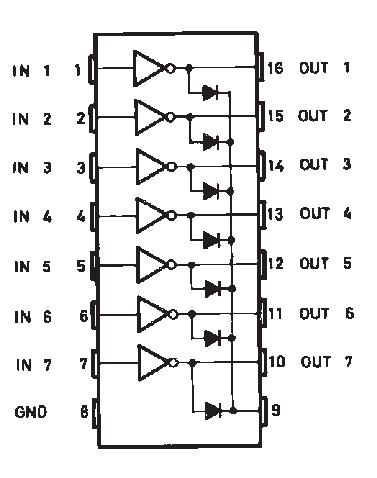 IN 1 1 16 OUT 1
IN 2 2 15 OUT 2
IN 3 3 14 OUT 3
IN 4 4 13 OUT 4
IN 5 5 12 OUT 5
IN 6 6 11 OUT 6
IN 7 7 10 OUT 7
GND 8 9